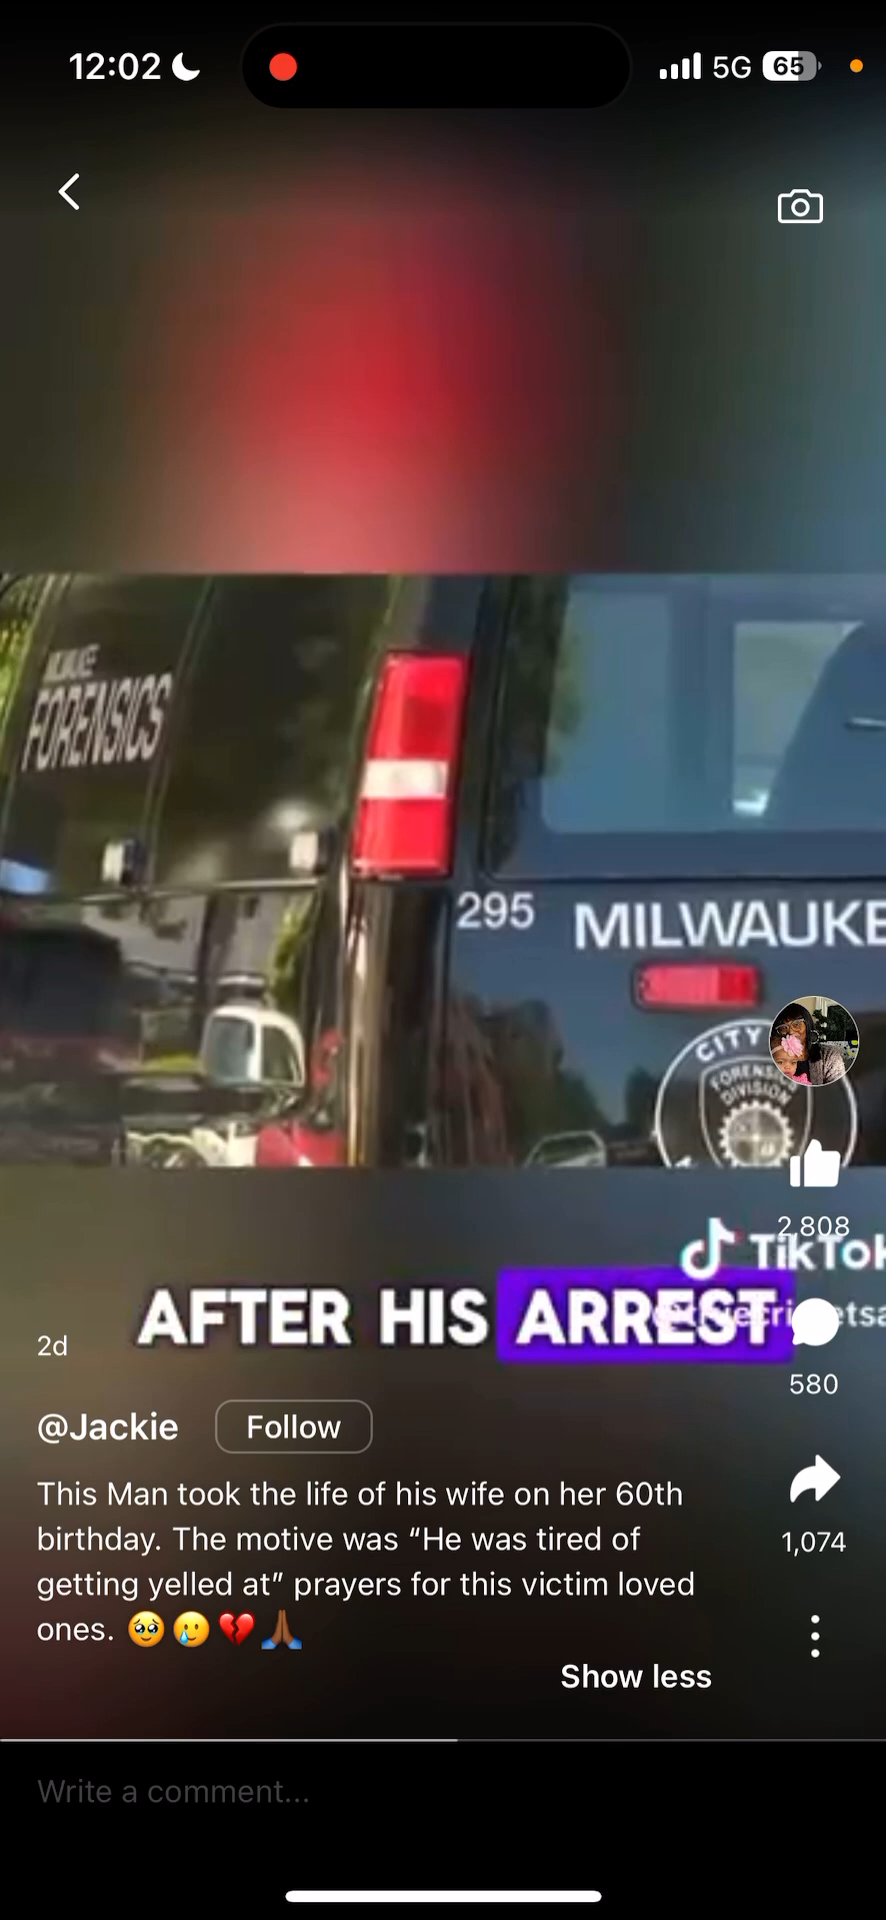 12:02
5G
65
FORENSICS
295
MILWAUKE
CITY
FORENSIC
DIVISION
2,808
TikTok
AFTER HIS ARREST
2d
580
@Jackie
Follow
This Man took the life of his wife on her 60th
birthday. The motive was “He was tired of
getting yelled at” prayers for this victim loved
ones. 🥹🥲💔🙏🏾
1,074
Show less
Write a comment...